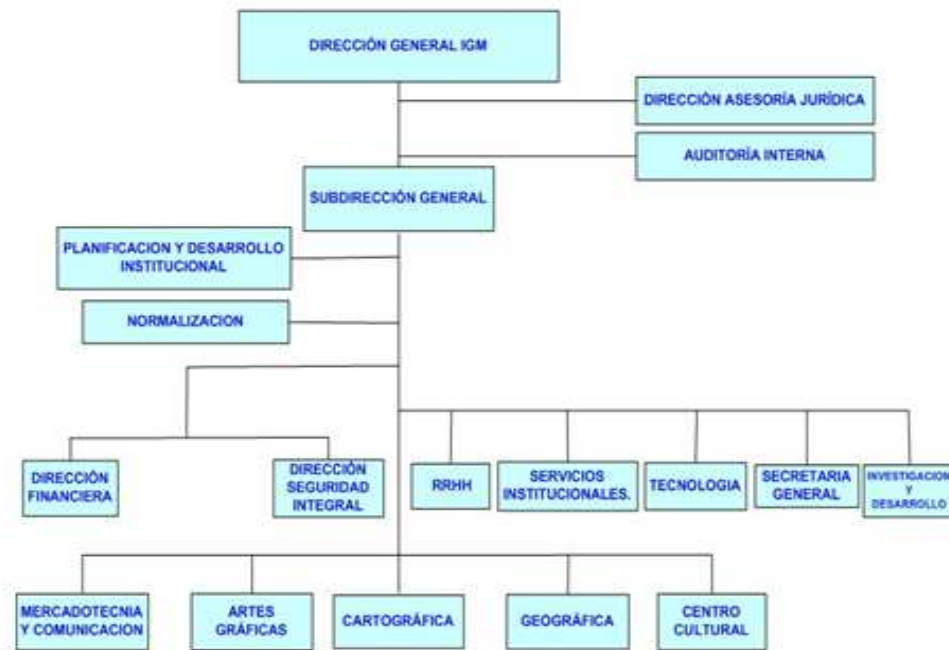 DIRECCIÓN GENERAL IGM
DIRECCIÓN ASESORÍA JURÍDICA
AUDITORÍA INTERNA
SUBDIRECCIÓN GENERAL
PLANIFICACION Y DESARROLLO
INSTITUCIONAL
NORMALIZACION
DIRECCIÓN
FINANCIERA
DIRECCIÓN
SEGURIDAD
INTEGRAL
RRHH
SERVICIOS
INSTITUCIONALES.
TECNOLOGIA
SECRETARIA
GENERAL
INVESTIGACION
Y
DESARROLLO
MERCADOTECNIA
Y COMUNICACION
ARTES
GRÁFICAS
CARTOGRÁFICA
GEOGRÁFICA
CENTRO
CULTURAL